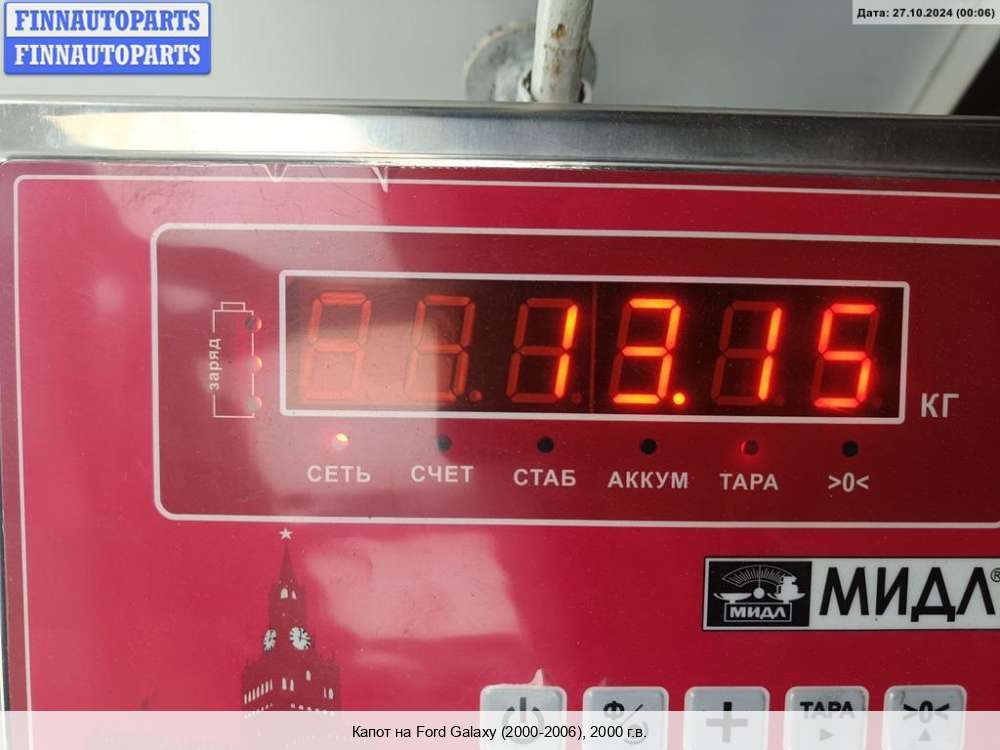 FINNAUTOPARTS
FINNAUTOPARTS
Дата: 27.10.2024 (00:06)
заряд
13.15
КГ
СЕТЬ СЧЕТ СТАБ АККУМ ТАРА >0<
МИДЛ МИДЛ®
Ф/ + ТАРА >0<
Капот на Ford Galaxy (2000-2006), 2000 г.в.